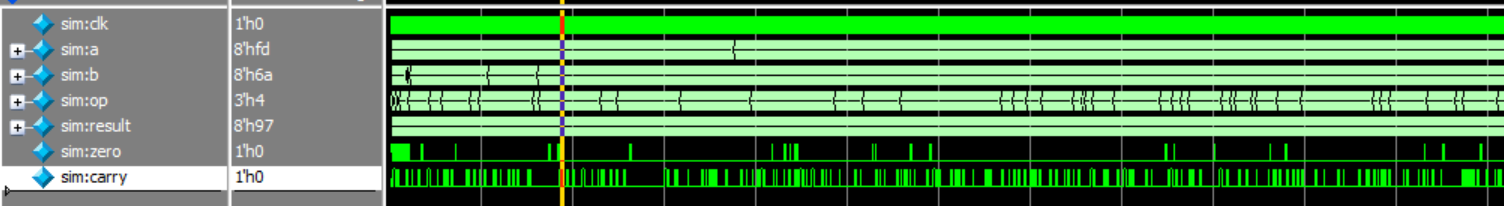 sim:clk 1'h0
sim:a 8'hfd
sim:b 8'h6a
sim:op 3'h4
sim:result 8'h97
sim:zero 1'h0
sim:carry 1'h0